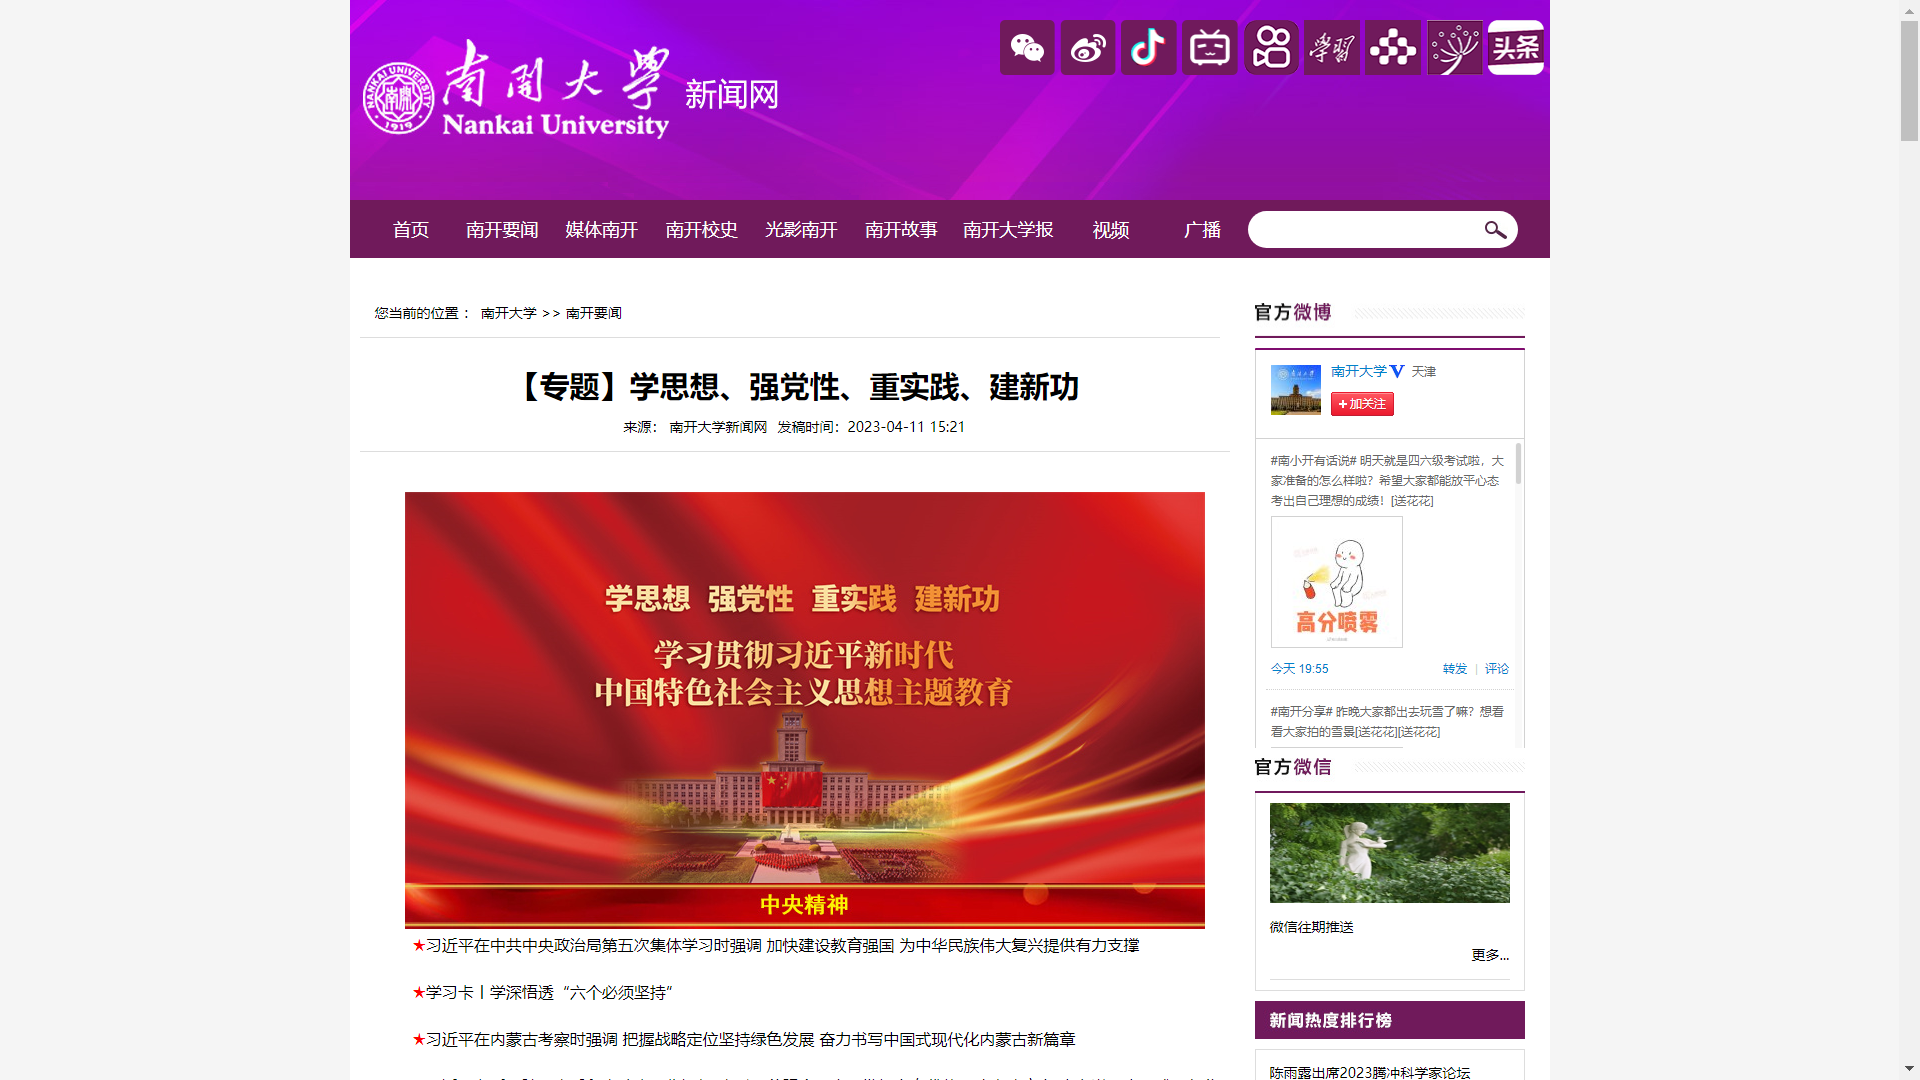 NANKAI UNIVERSITY
南開
1919
南開大学
Nankai University
新闻网
学習
头条
首页 南开要闻 媒体南开 南开校史 光影南开 南开故事 南开大学报 视频 广播
您当前的位置： 南开大学 >> 南开要闻
【专题】学思想、强党性、重实践、建新功
来源： 南开大学新闻网 发稿时间：2023-04-11 15:21
学思想 强党性 重实践 建新功
学习贯彻习近平新时代
中国特色社会主义思想主题教育
中央精神
★习近平在中共中央政治局第五次集体学习时强调 加快建设教育强国 为中华民族伟大复兴提供有力支撑
★学习卡丨学深悟透“六个必须坚持”
★习近平在内蒙古考察时强调 把握战略定位坚持绿色发展 奋力书写中国式现代化内蒙古新篇章
官方微博
南开大学 V 天津
+加关注
#南小开有话说# 明天就是四六级考试啦，大
家准备的怎么样啦？希望大家都能放平心态
考出自己理想的成绩！[送花花]
高分喷雾
今天 19:55 转发 | 评论
#南开分享# 昨晚大家都出去玩雪了嘛？想看
看大家拍的雪景[送花花][送花花]
官方微信
微信往期推送
更多...
新闻热度排行榜
陈雨露出席2023腾冲科学家论坛